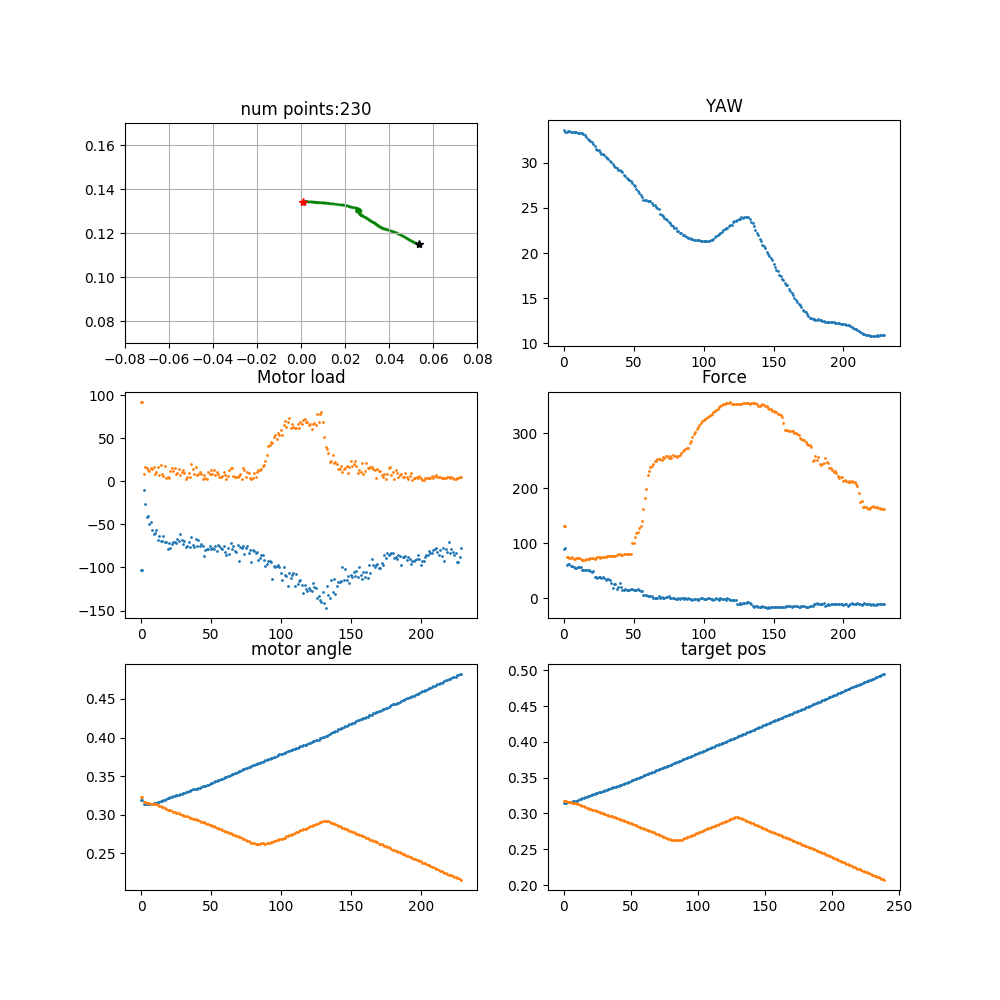 num points:230
YAW
0.16
0.14
0.12
0.10
0.08
−0.08 −0.06 −0.04 −0.02 0.00 0.02 0.04 0.06 0.08
30
25
20
15
10
0 50 100 150 200
Motor load
Force
100
50
0
−50
−100
−150
0 50 100 150 200
300
200
100
0
0 50 100 150 200
motor angle
target pos
0.45
0.40
0.35
0.30
0.25
0 50 100 150 200
0.50
0.45
0.40
0.35
0.30
0.25
0.20
0 50 100 150 200 250